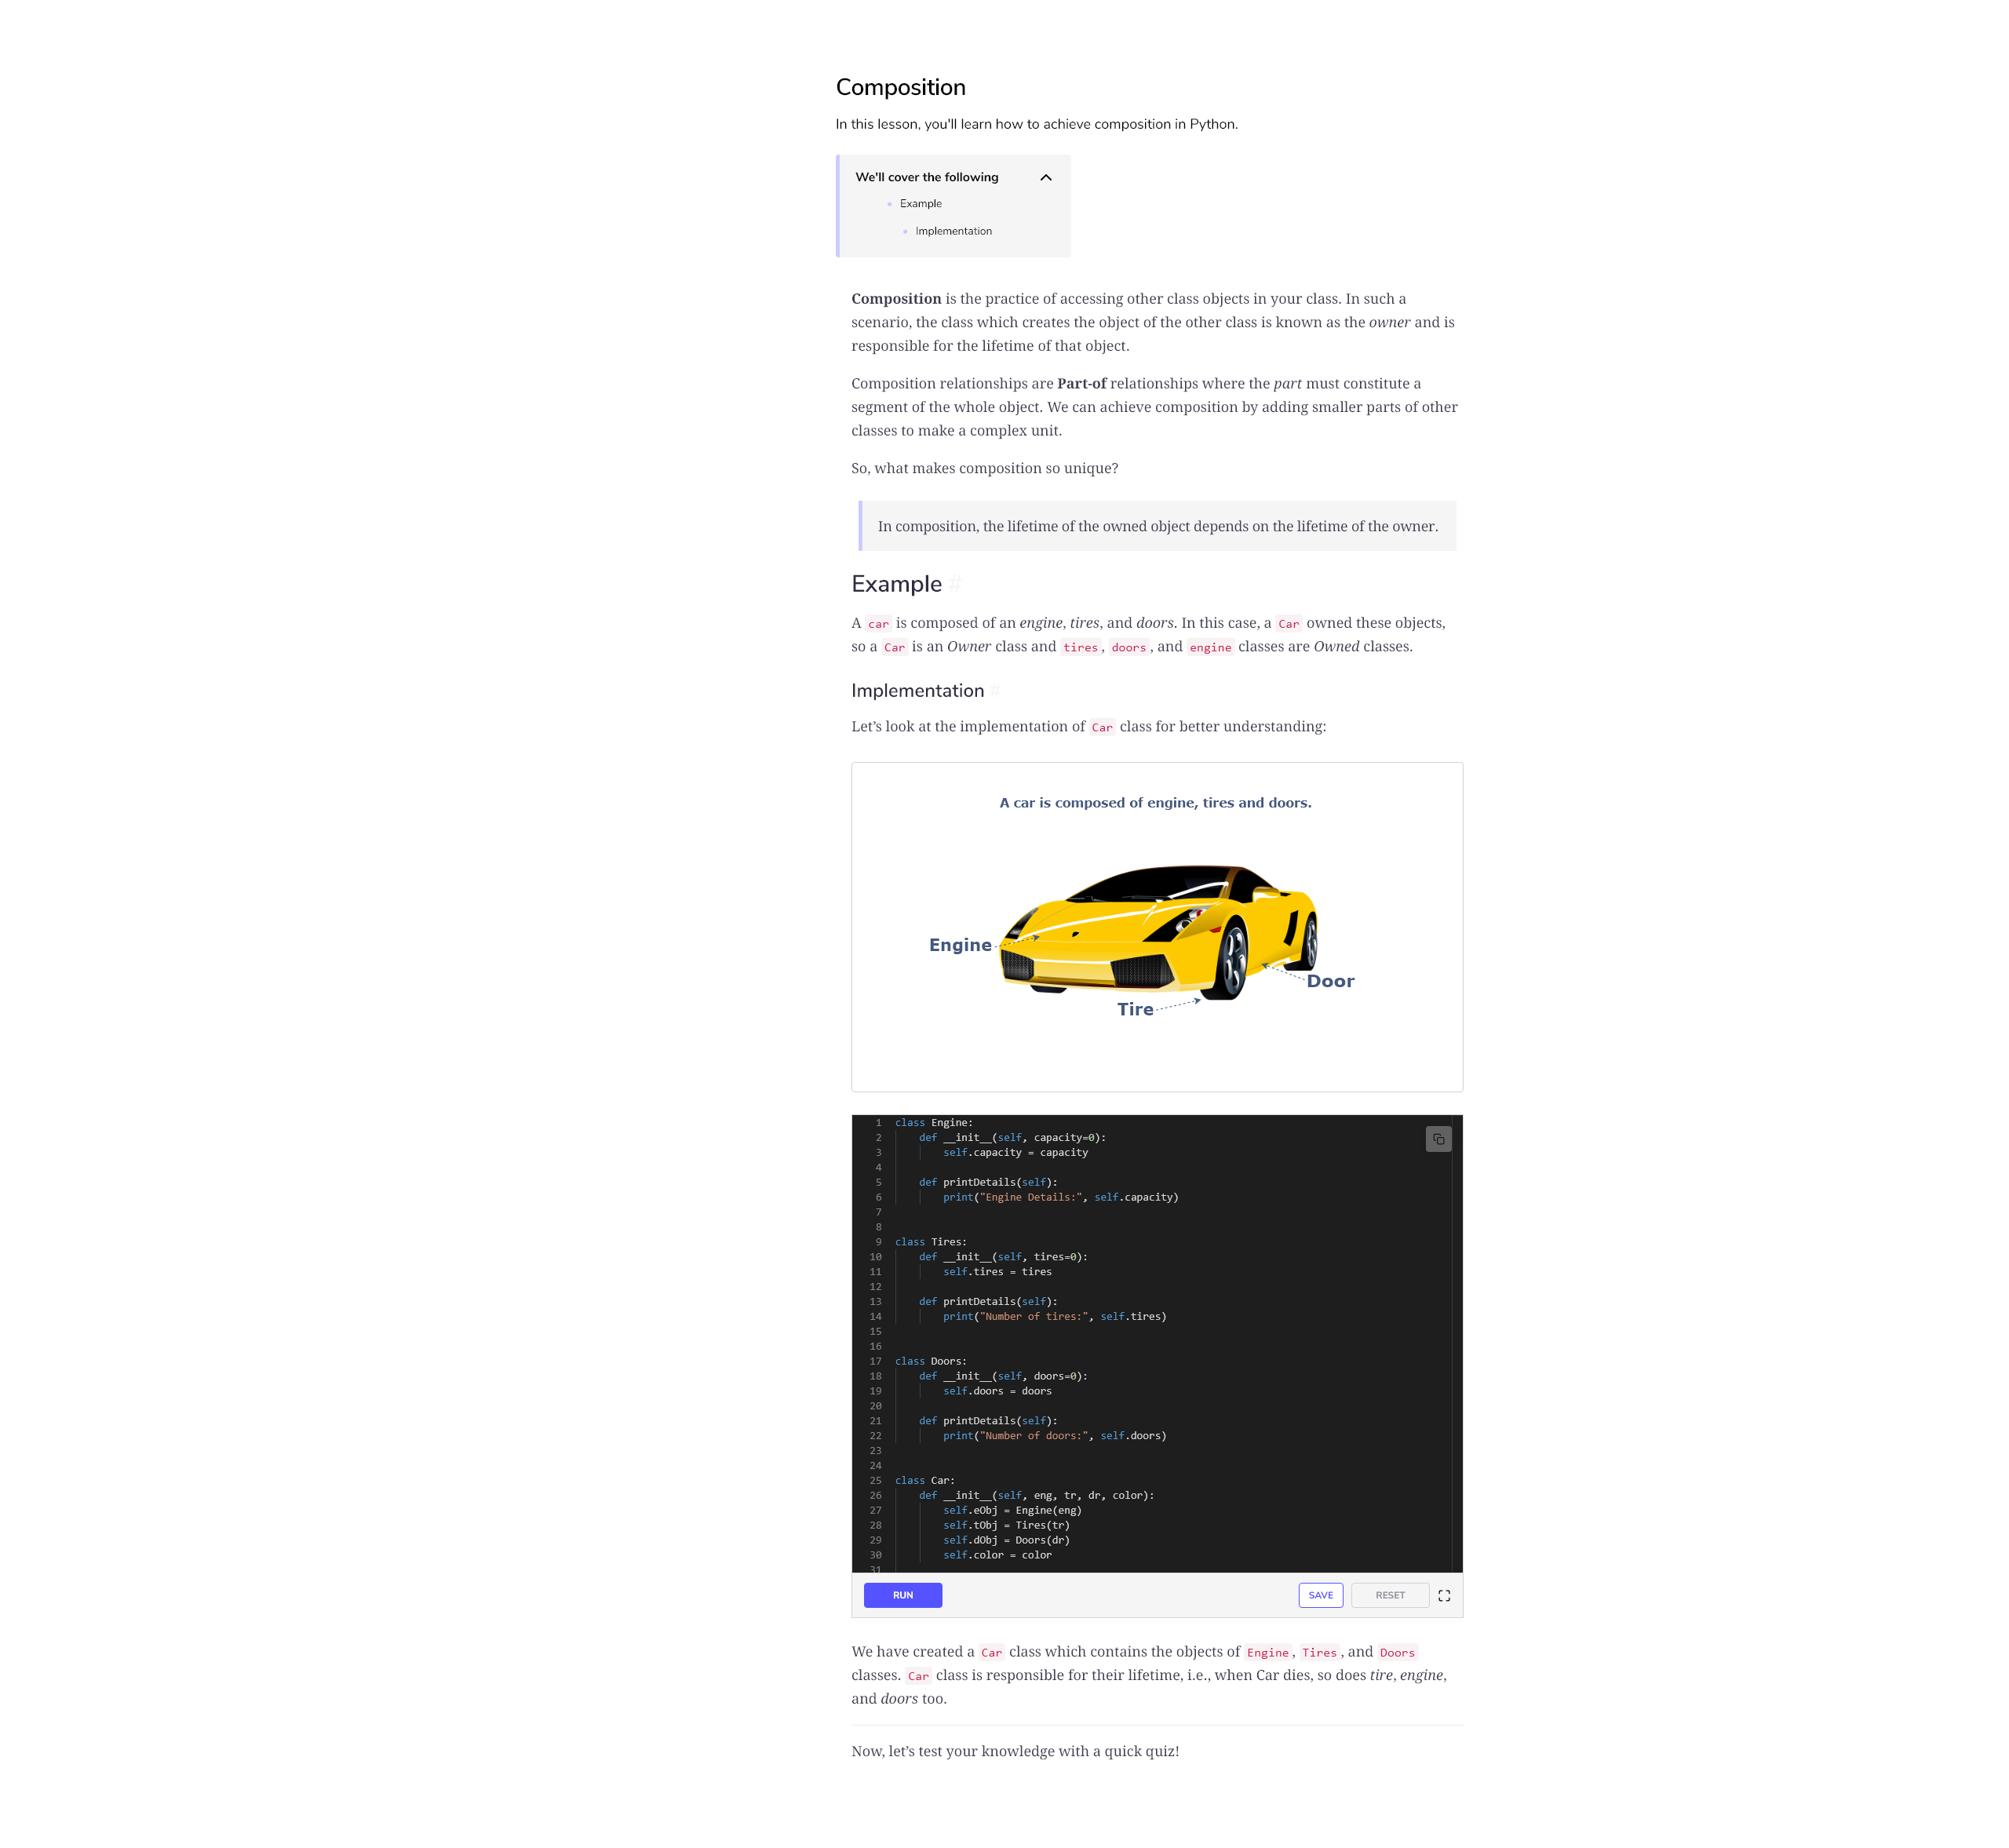 Composition
In this lesson, you'll learn how to achieve composition in Python.
We'll cover the following
Example
Implementation
Composition is the practice of accessing other class objects in your class. In such a
scenario, the class which creates the object of the other class is known as the owner and is
responsible for the lifetime of that object.
Composition relationships are Part-of relationships where the part must constitute a
segment of the whole object. We can achieve composition by adding smaller parts of other
classes to make a complex unit.
So, what makes composition so unique?
In composition, the lifetime of the owned object depends on the lifetime of the owner.
Example #
A car is composed of an engine, tires, and doors. In this case, a Car owned these objects,
so a Car is an Owner class and tires, doors, and engine classes are Owned classes.
Implementation #
Let’s look at the implementation of Car class for better understanding:
A car is composed of engine, tires and doors.
Engine
Door
Tire
1 class Engine:
2     def __init__(self, capacity=0):
3         self.capacity = capacity
4
5     def printDetails(self):
6         print("Engine Details:", self.capacity)
7
8
9 class Tires:
10     def __init__(self, tires=0):
11         self.tires = tires
12
13     def printDetails(self):
14         print("Number of tires:", self.tires)
15
16
17 class Doors:
18     def __init__(self, doors=0):
19         self.doors = doors
20
21     def printDetails(self):
22         print("Number of doors:", self.doors)
23
24
25 class Car:
26     def __init__(self, eng, tr, dr, color):
27         self.eObj = Engine(eng)
28         self.tObj = Tires(tr)
29         self.dObj = Doors(dr)
30         self.color = color
31
RUN SAVE RESET
We have created a Car class which contains the objects of Engine, Tires, and Doors
classes. Car class is responsible for their lifetime, i.e., when Car dies, so does tire, engine,
and doors too.
Now, let’s test your knowledge with a quick quiz!